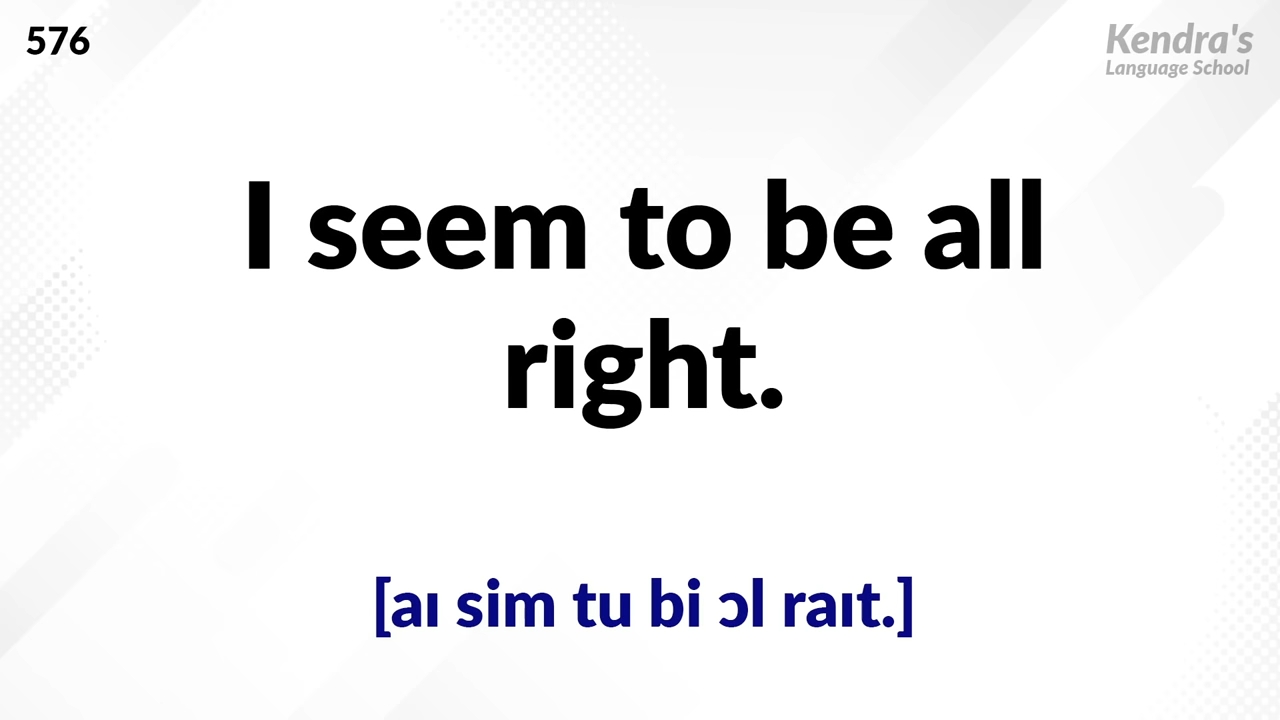 576
Kendra's
Language School
I seem to be all
right.
[aɪ sim tu bi ɔl raɪt.]